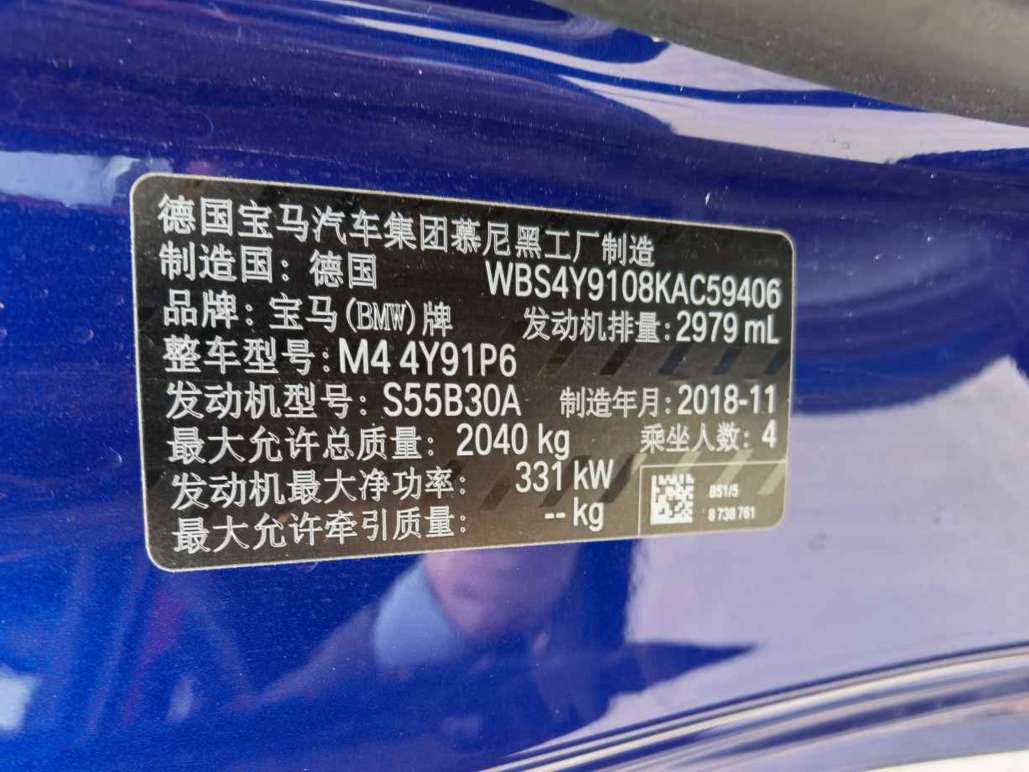 德国宝马汽车集团慕尼黑工厂制造
制造国：德国 WBS4Y9108KAC59406
品牌：宝马(BMW)牌 发动机排量：2979 mL
整车型号：M4 4Y91P6
发动机型号：S55B30A 制造年月：2018-11
最大允许总质量：2040 kg 乘坐人数：4
发动机最大净功率：331 kW
最大允许牵引质量：-- kg
851/5
8 738 761